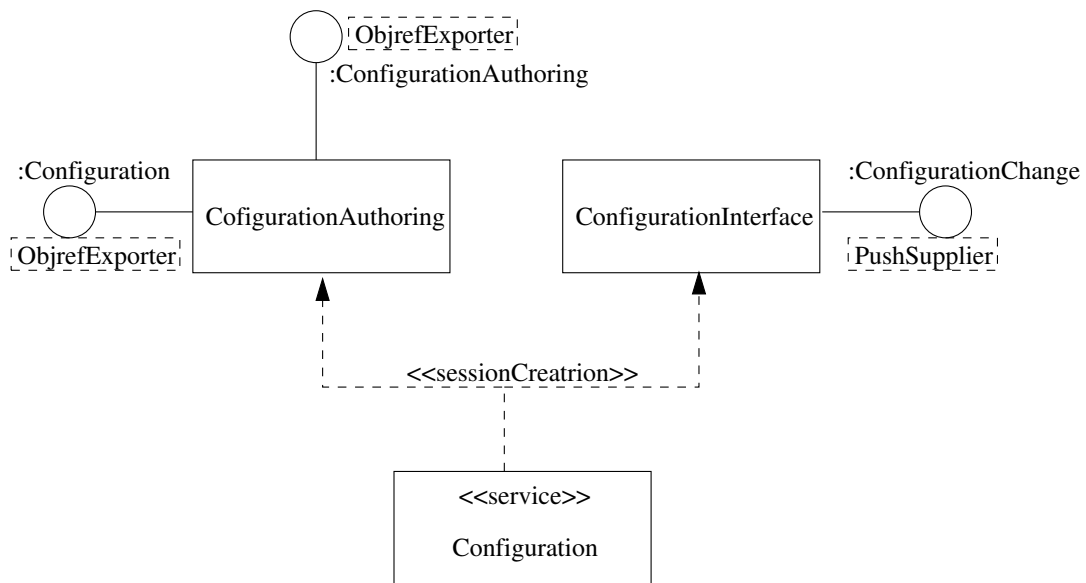 ObjrefExporter
:ConfigurationAuthoring
:Configuration
:ConfigurationChange
CofigurationAuthoring
ConfigurationInterface
ObjrefExporter
PushSupplier
<<sessionCreatrion>>
<<service>>
Configuration